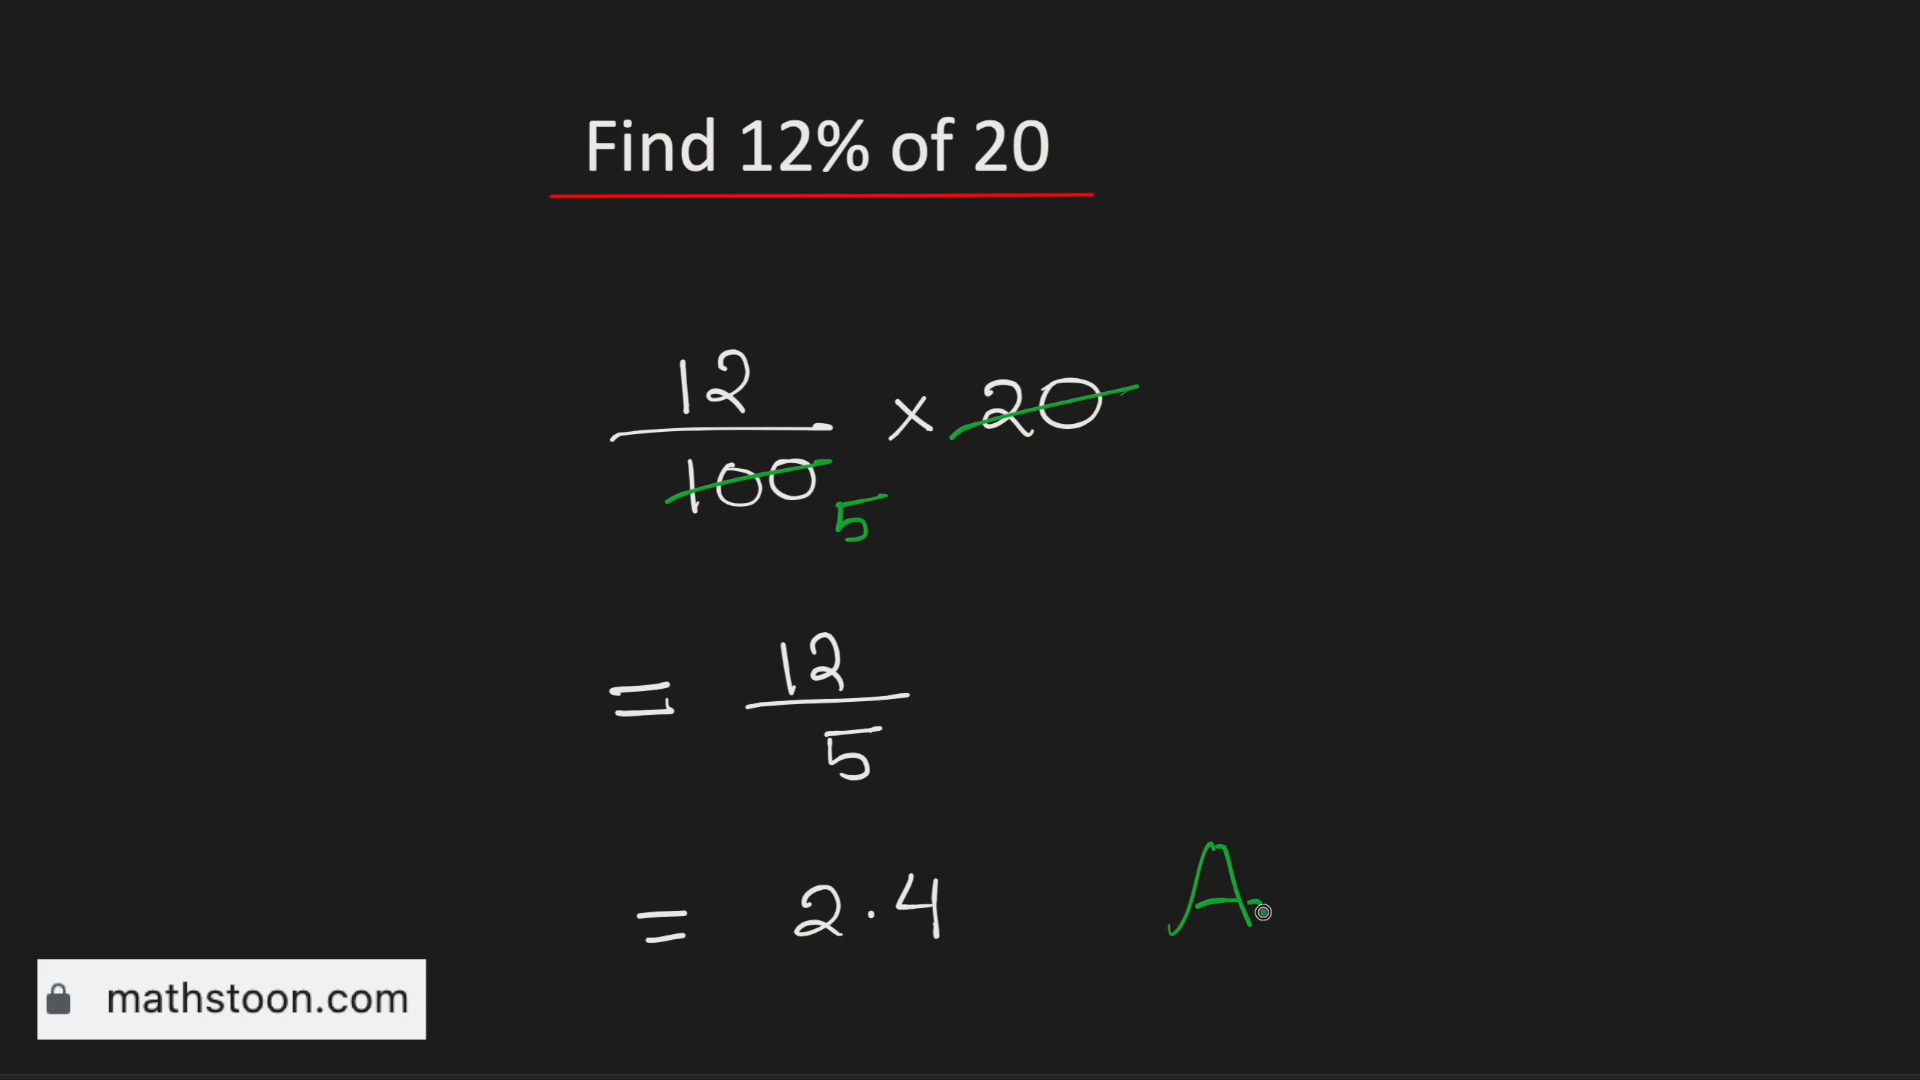 Find 12% of 20
12
100 × 20
5
= 12
5
= 2.4 A
mathstoon.com